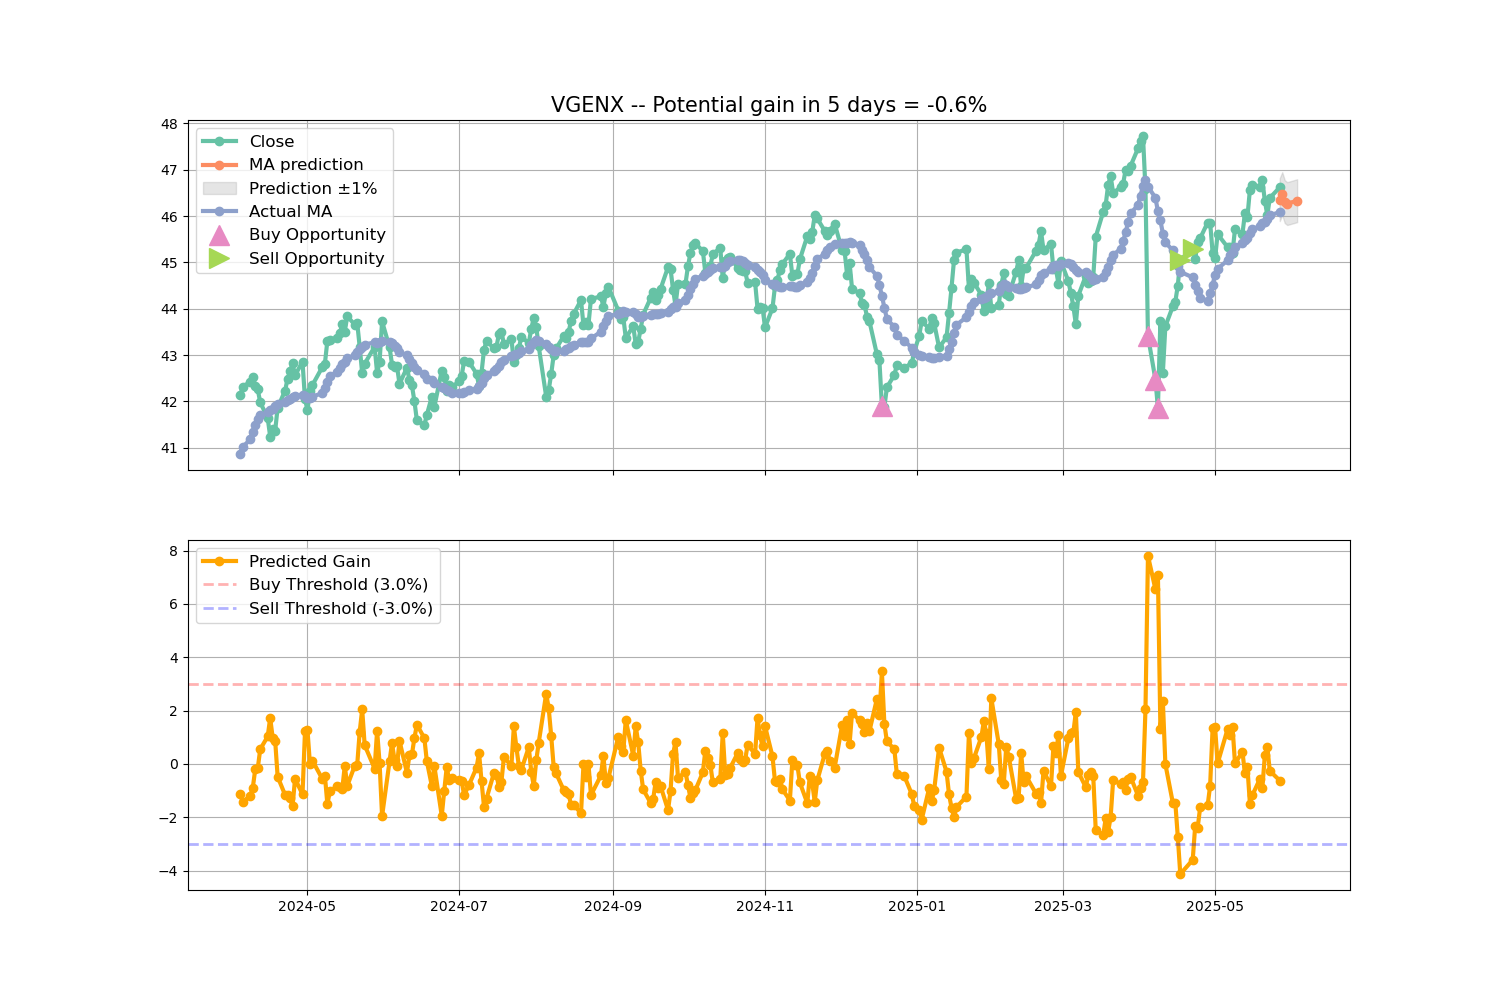 VGENX -- Potential gain in 5 days = -0.6%
48
47
46
45
44
43
42
41
Close
MA prediction
Prediction ±1%
Actual MA
Buy Opportunity
Sell Opportunity
8
6
4
2
0
−2
−4
Predicted Gain
Buy Threshold (3.0%)
Sell Threshold (-3.0%)
2024-05 2024-07 2024-09 2024-11 2025-01 2025-03 2025-05